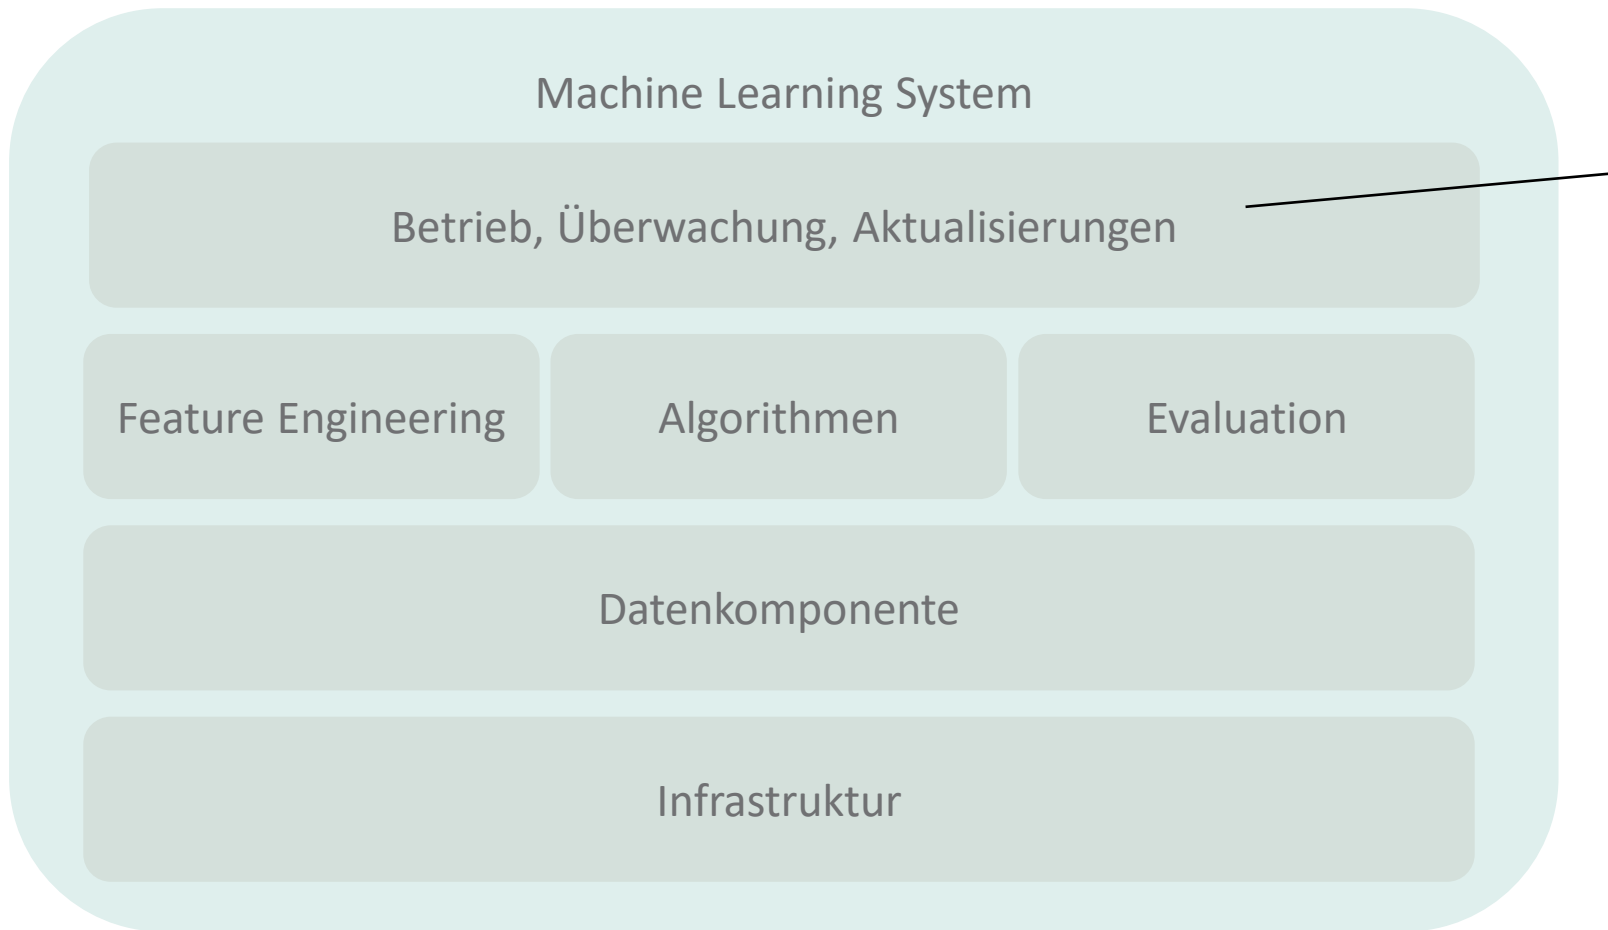 Machine Learning System
Betrieb, Überwachung, Aktualisierungen
Feature Engineering
Algorithmen
Evaluation
Datenkomponente
Infrastruktur